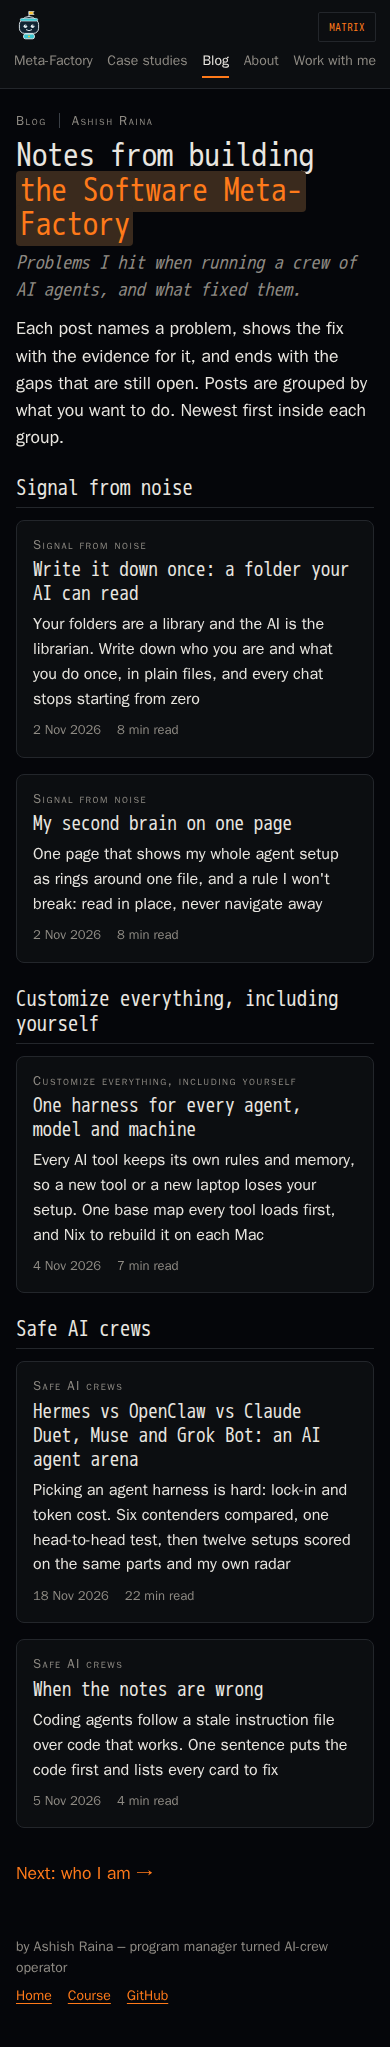 MATRIX
Meta-Factory Case studies Blog About Work with me
Blog | Ashish Raina
Notes from building
the Software Meta-
Factory
Problems I hit when running a crew of
AI agents, and what fixed them.
Each post names a problem, shows the fix
with the evidence for it, and ends with the
gaps that are still open. Posts are grouped by
what you want to do. Newest first inside each
group.
Signal from noise
Signal from noise
Write it down once: a folder your
AI can read
Your folders are a library and the AI is the
librarian. Write down who you are and what
you do once, in plain files, and every chat
stops starting from zero
2 Nov 2026 8 min read
Signal from noise
My second brain on one page
One page that shows my whole agent setup
as rings around one file, and a rule I won't
break: read in place, never navigate away
2 Nov 2026 8 min read
Customize everything, including
yourself
Customize everything, including yourself
One harness for every agent,
model and machine
Every AI tool keeps its own rules and memory,
so a new tool or a new laptop loses your
setup. One base map every tool loads first,
and Nix to rebuild it on each Mac
4 Nov 2026 7 min read
Safe AI crews
Safe AI crews
Hermes vs OpenClaw vs Claude
Duet, Muse and Grok Bot: an AI
agent arena
Picking an agent harness is hard: lock-in and
token cost. Six contenders compared, one
head-to-head test, then twelve setups scored
on the same parts and my own radar
18 Nov 2026 22 min read
Safe AI crews
When the notes are wrong
Coding agents follow a stale instruction file
over code that works. One sentence puts the
code first and lists every card to fix
5 Nov 2026 4 min read
Next: who I am →
by Ashish Raina – program manager turned AI-crew
operator
Home Course GitHub